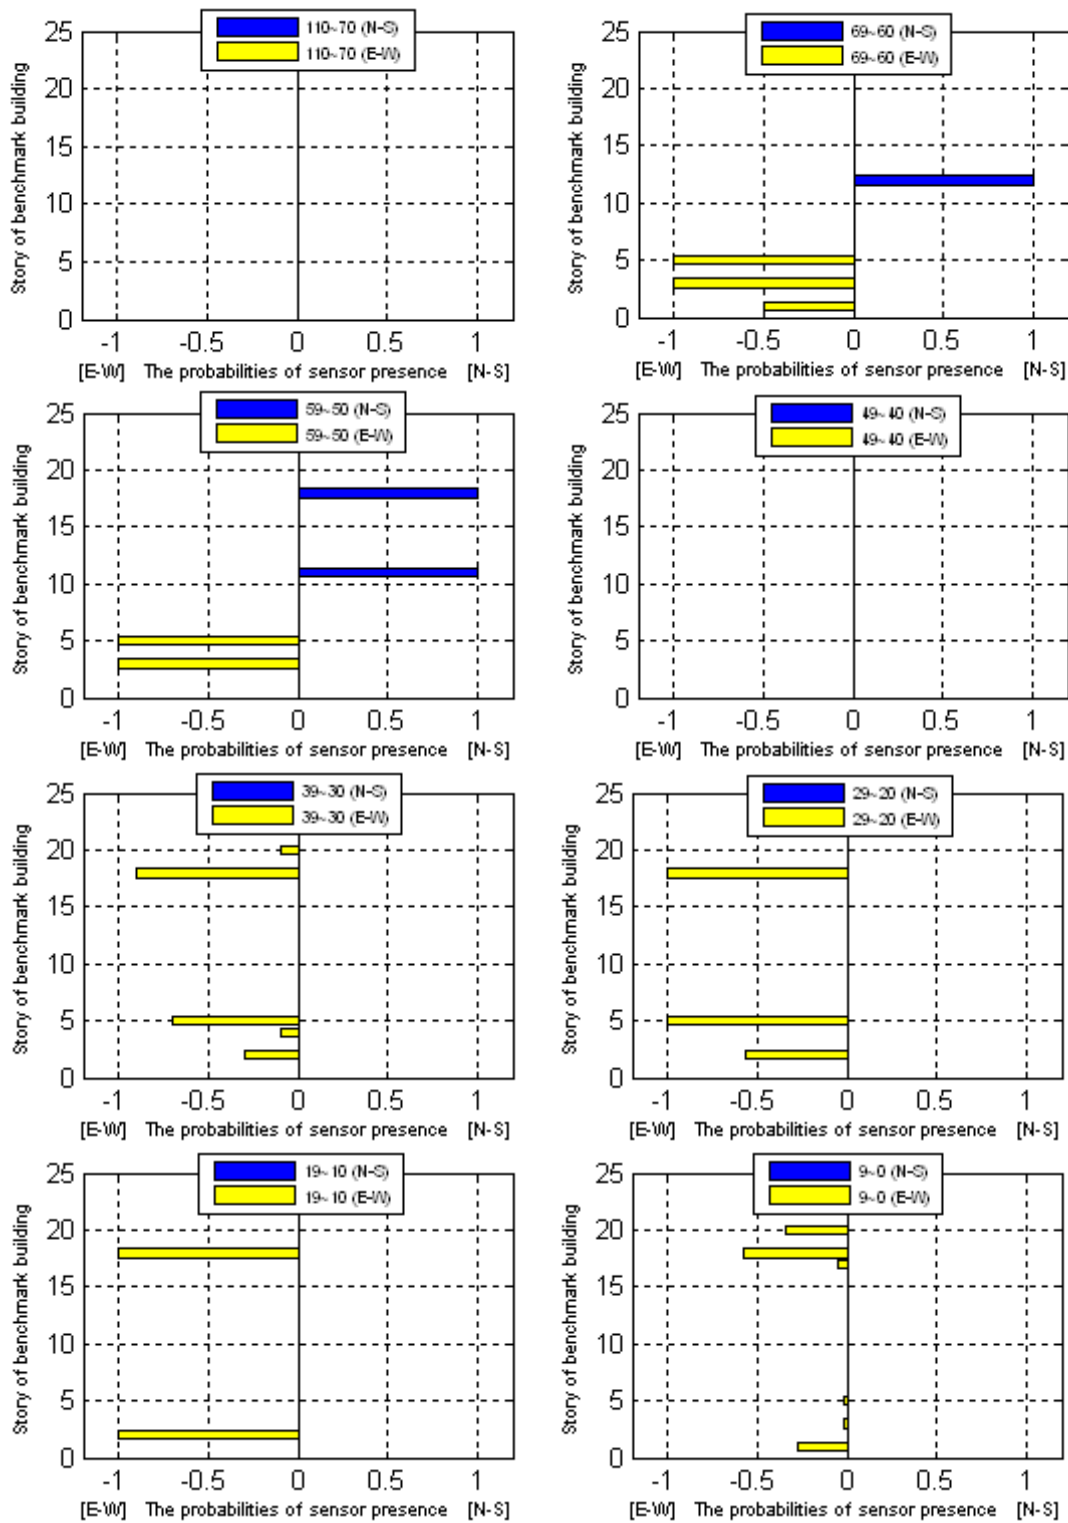 110~70 (N-S)
110~70 (E-W)
25
20
15
10
5
0
Story of benchmark building
-1 -0.5 0 0.5 1
[E-W] The probabilities of sensor presence [N-S]
69~60 (N-S)
69~60 (E-W)
25
20
15
10
5
0
Story of benchmark building
-1 -0.5 0 0.5 1
[E-W] The probabilities of sensor presence [N-S]
59~50 (N-S)
59~50 (E-W)
25
20
15
10
5
0
Story of benchmark building
-1 -0.5 0 0.5 1
[E-W] The probabilities of sensor presence [N-S]
49~40 (N-S)
49~40 (E-W)
25
20
15
10
5
0
Story of benchmark building
-1 -0.5 0 0.5 1
[E-W] The probabilities of sensor presence [N-S]
39~30 (N-S)
39~30 (E-W)
25
20
15
10
5
0
Story of benchmark building
-1 -0.5 0 0.5 1
[E-W] The probabilities of sensor presence [N-S]
29~20 (N-S)
29~20 (E-W)
25
20
15
10
5
0
Story of benchmark building
-1 -0.5 0 0.5 1
[E-W] The probabilities of sensor presence [N-S]
19~10 (N-S)
19~10 (E-W)
25
20
15
10
5
0
Story of benchmark building
-1 -0.5 0 0.5 1
[E-W] The probabilities of sensor presence [N-S]
9~0 (N-S)
9~0 (E-W)
25
20
15
10
5
0
Story of benchmark building
-1 -0.5 0 0.5 1
[E-W] The probabilities of sensor presence [N-S]